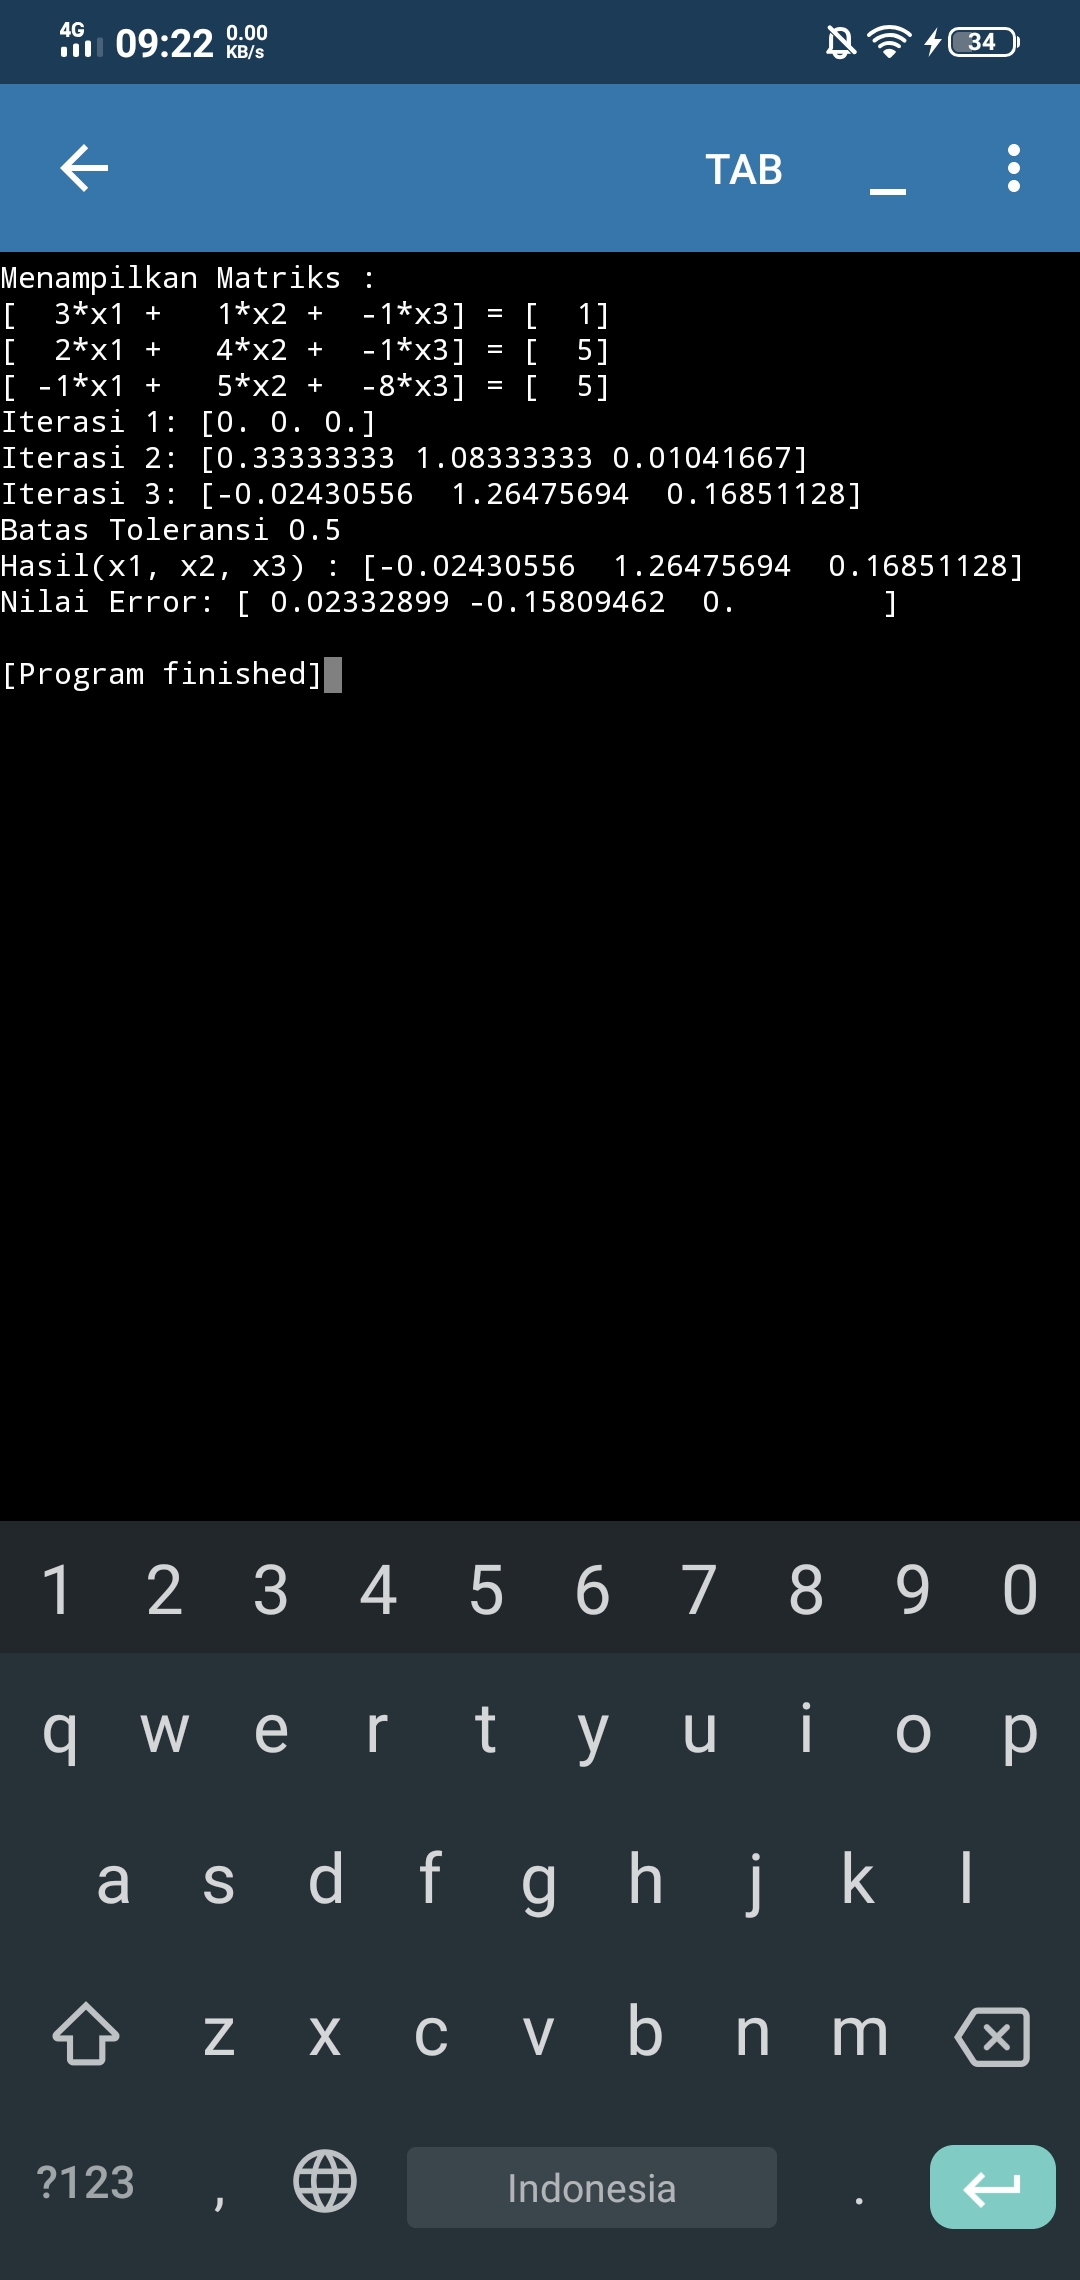 4G 09:22 0.00 KB/s 34
TAB _
Menampilkan Matriks :
[  3*x1 +   1*x2 +  -1*x3] = [  1]
[  2*x1 +   4*x2 +  -1*x3] = [  5]
[ -1*x1 +   5*x2 +  -8*x3] = [  5]
Iterasi 1: [0. 0. 0.]
Iterasi 2: [0.33333333 1.08333333 0.01041667]
Iterasi 3: [-0.02430556  1.26475694  0.16851128]
Batas Toleransi 0.5
Hasil(x1, x2, x3) : [-0.02430556  1.26475694  0.16851128]
Nilai Error: [ 0.02332899 -0.15809462  0.        ]
[Program finished]
1 2 3 4 5 6 7 8 9 0
q w e r t y u i o p
a s d f g h j k l
z x c v b n m
?123 , Indonesia .